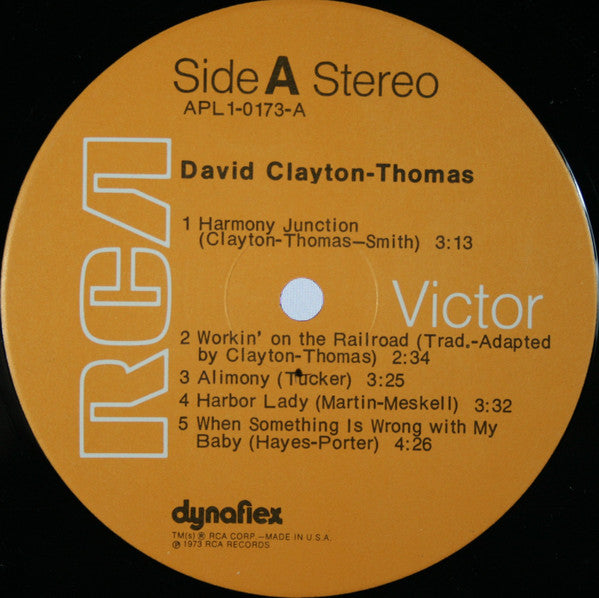 Side A Stereo
APL1-0173-A
RCA
David Clayton-Thomas
1 Harmony Junction
(Clayton-Thomas—Smith) 3:13
Victor
2 Workin' on the Railroad (Trad.-Adapted
by Clayton-Thomas) 2:34
3 Alimony (Tucker) 3:25
4 Harbor Lady (Martin-Meskell) 3:32
5 When Something Is Wrong with My
Baby (Hayes-Porter) 4:26
dynaflex
TM(s) ® RCA CORP.—MADE IN U.S.A.
℗ 1973 RCA RECORDS